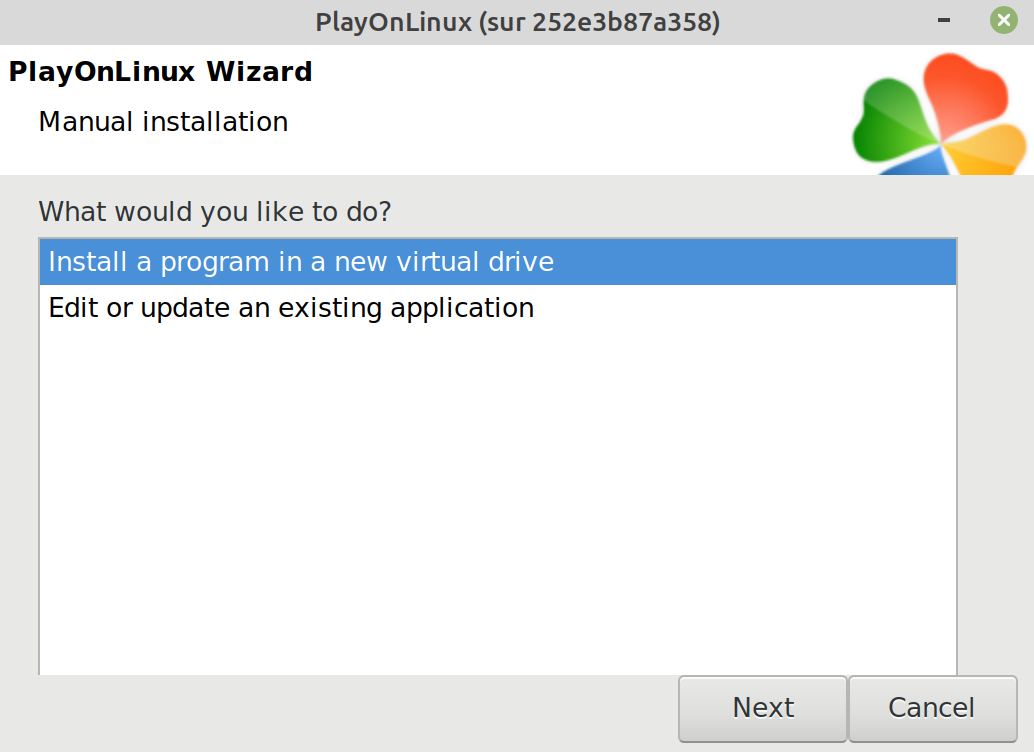 PlayOnLinux (sur 252e3b87a358)
PlayOnLinux Wizard
Manual installation
What would you like to do?
Install a program in a new virtual drive
Edit or update an existing application
Next
Cancel